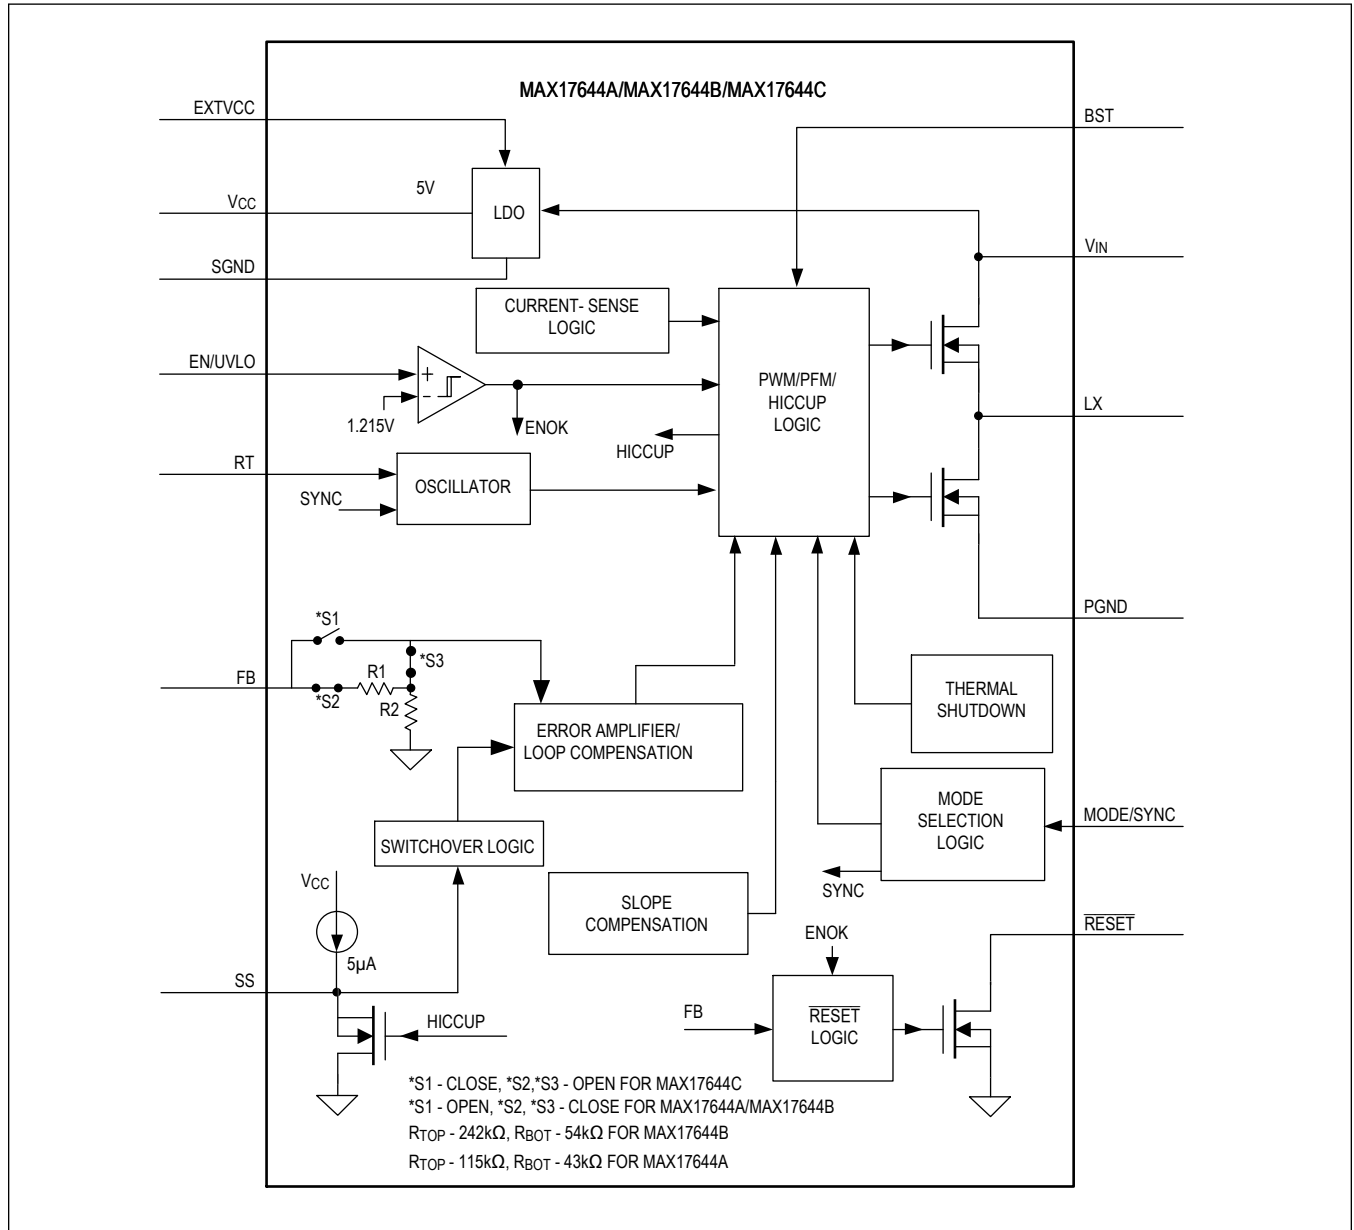 MAX17644A/MAX17644B/MAX17644C
EXTVCC
BST
5V
LDO
VCC
VIN
SGND
CURRENT- SENSE
LOGIC
EN/UVLO
+
-
1.215V
ENOK
PWM/PFM/
HICCUP
LOGIC
LX
HICCUP
RT
OSCILLATOR
SYNC
PGND
*S1
*S3
FB
R1
*S2
R2
THERMAL
SHUTDOWN
ERROR AMPLIFIER/
LOOP COMPENSATION
MODE
SELECTION
LOGIC
MODE/SYNC
SWITCHOVER LOGIC
SYNC
VCC
SLOPE
COMPENSATION
5µA
ENOK
RESET
SS
FB
RESET
LOGIC
HICCUP
*S1 - CLOSE, *S2,*S3 - OPEN FOR MAX17644C
*S1 - OPEN, *S2, *S3 - CLOSE FOR MAX17644A/MAX17644B
RTOP - 242kΩ, RBOT - 54kΩ FOR MAX17644B
RTOP - 115kΩ, RBOT - 43kΩ FOR MAX17644A